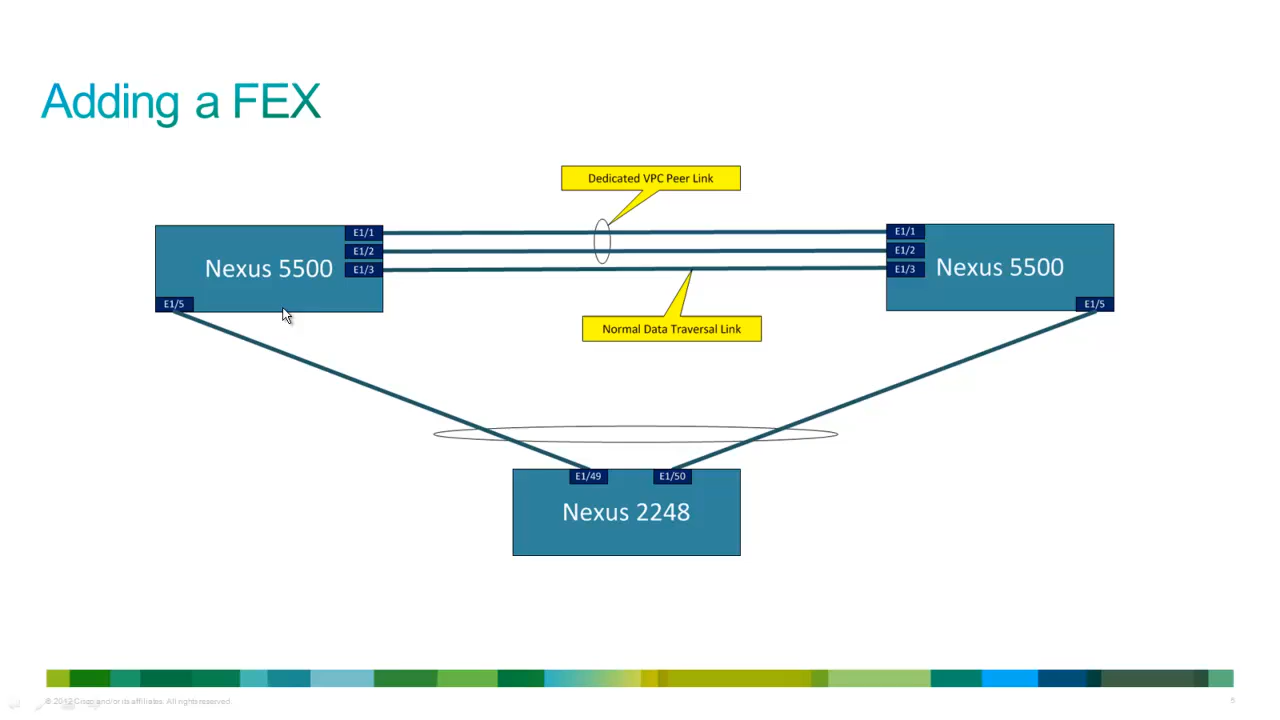 Adding a FEX
Dedicated VPC Peer Link
E1/1
E1/1
E1/2
E1/2
Nexus 5500
E1/3
E1/3
Nexus 5500
E1/5
E1/5
Normal Data Traversal Link
E1/49
E1/50
Nexus 2248
© 2012 Cisco and/or its affiliates. All rights reserved.
6